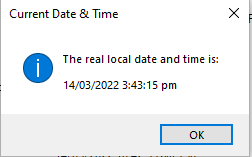 Current Date & Time
The real local date and time is:
14/03/2022 3:43:15 pm
OK